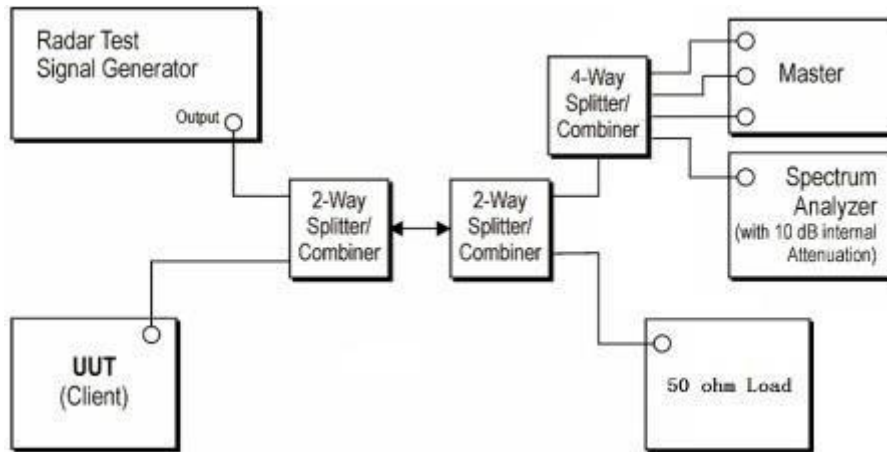 Radar Test
Signal Generator
Output
4-Way
Splitter/
Combiner
Master
2-Way
Splitter/
Combiner
2-Way
Splitter/
Combiner
Spectrum
Analyzer
(with 10 dB internal
Attenuation)
UUT
(Client)
50 ohm Load